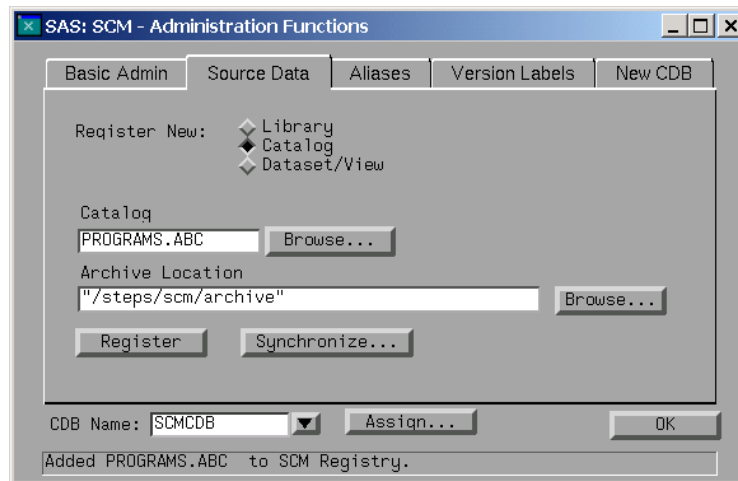 SAS: SCM - Administration Functions
Basic Admin Source Data Aliases Version Labels New CDB
Register New: Library
Catalog
Dataset/View
Catalog
PROGRAMS.ABC Browse...
Archive Location
"/steps/scm/archive" Browse...
Register Synchronize...
CDB Name: SCMCDB Assign... OK
Added PROGRAMS.ABC to SCM Registry.